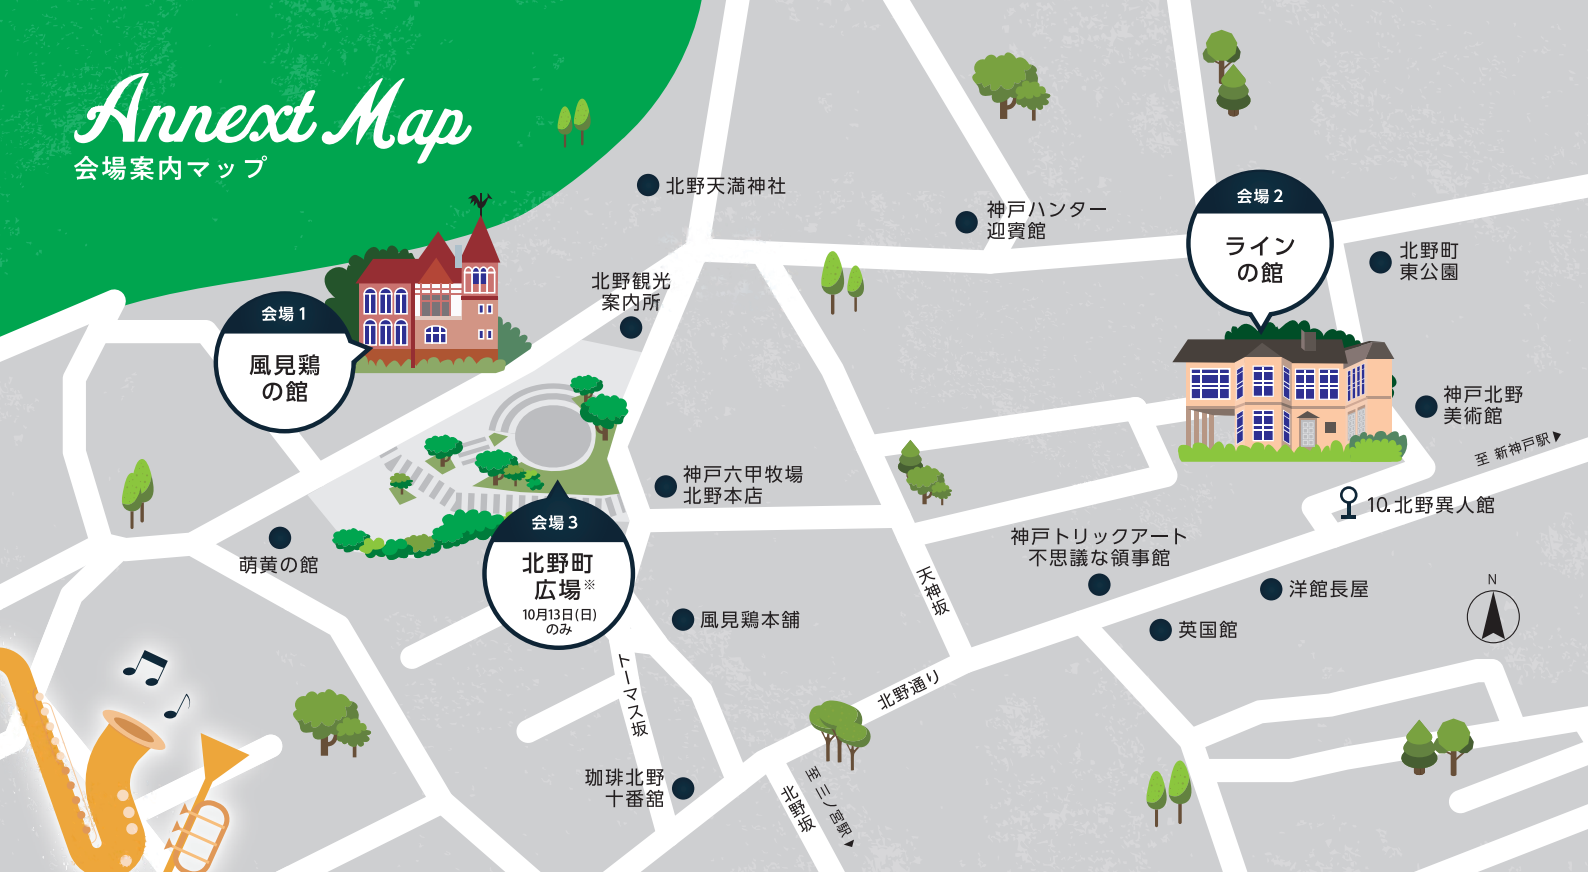 Annext Map
会場案内マップ
北野天満神社
神戸ハンター
迎賓館
会場 2
ライン
の館
北野町
東公園
北野観光
案内所
会場 1
風見鶏
の館
神戸北野
美術館
至 新神戸駅▶
神戸六甲牧場
北野本店
10.北野異人館
会場 3
北野町
広場※
10月13日(日)
のみ
萌黄の館
神戸トリックアート
不思議な領事館
天神坂
洋館長屋
N
風見鶏本舗
英国館
トーマス坂
北野通り
珈琲北野
十番舘
北野坂
至 三ノ宮駅▶